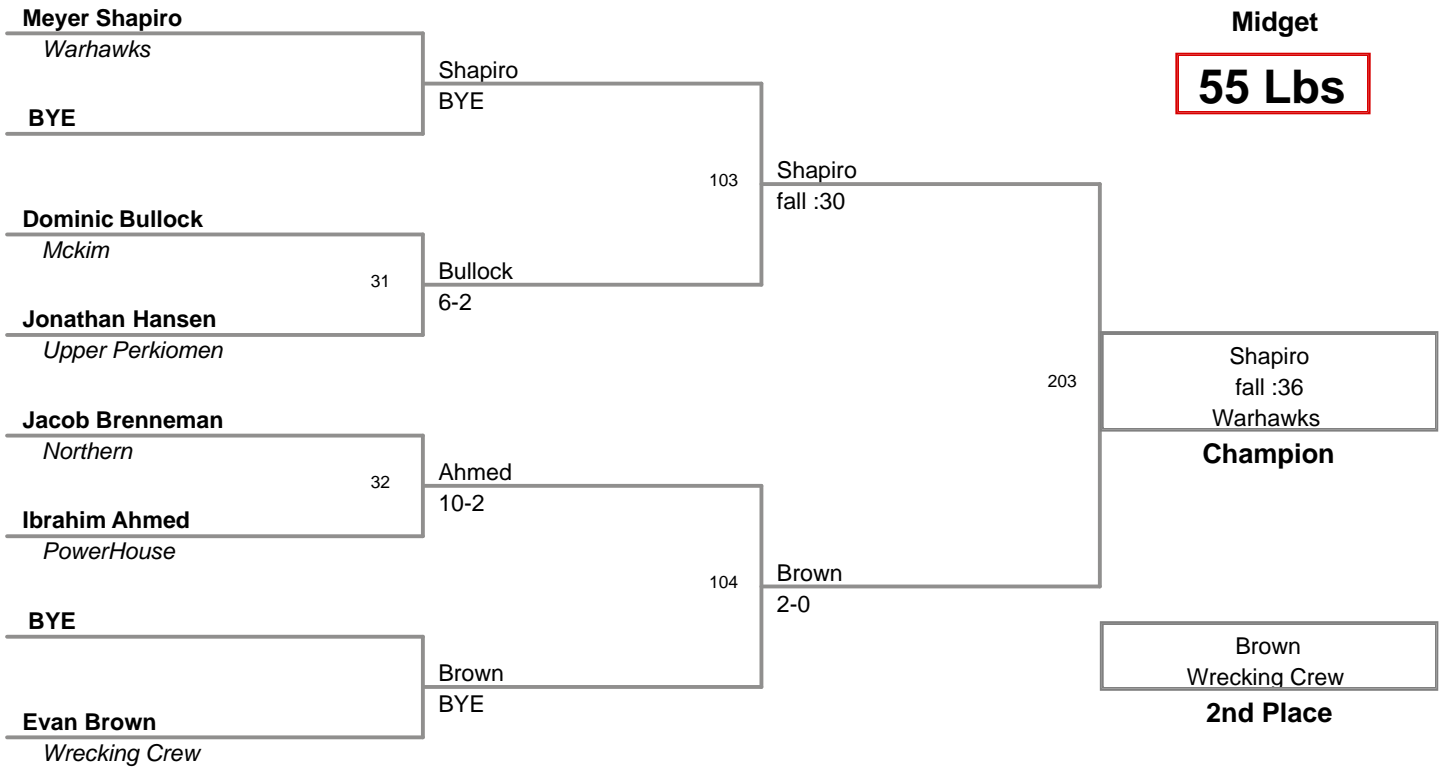 Meyer Shapiro
Warhawks
BYE
Shapiro
BYE
Dominic Bullock
Mckim
31
Jonathan Hansen
Upper Perkiomen
Bullock
6-2
103
Shapiro
fall :30
Jacob Brenneman
Northern
32
Ibrahim Ahmed
PowerHouse
Ahmed
10-2
BYE
Evan Brown
Wrecking Crew
Brown
BYE
104
Brown
2-0
203
Midget
55 Lbs
Shapiro
fall :36
Warhawks
Champion
Brown
Wrecking Crew
2nd Place